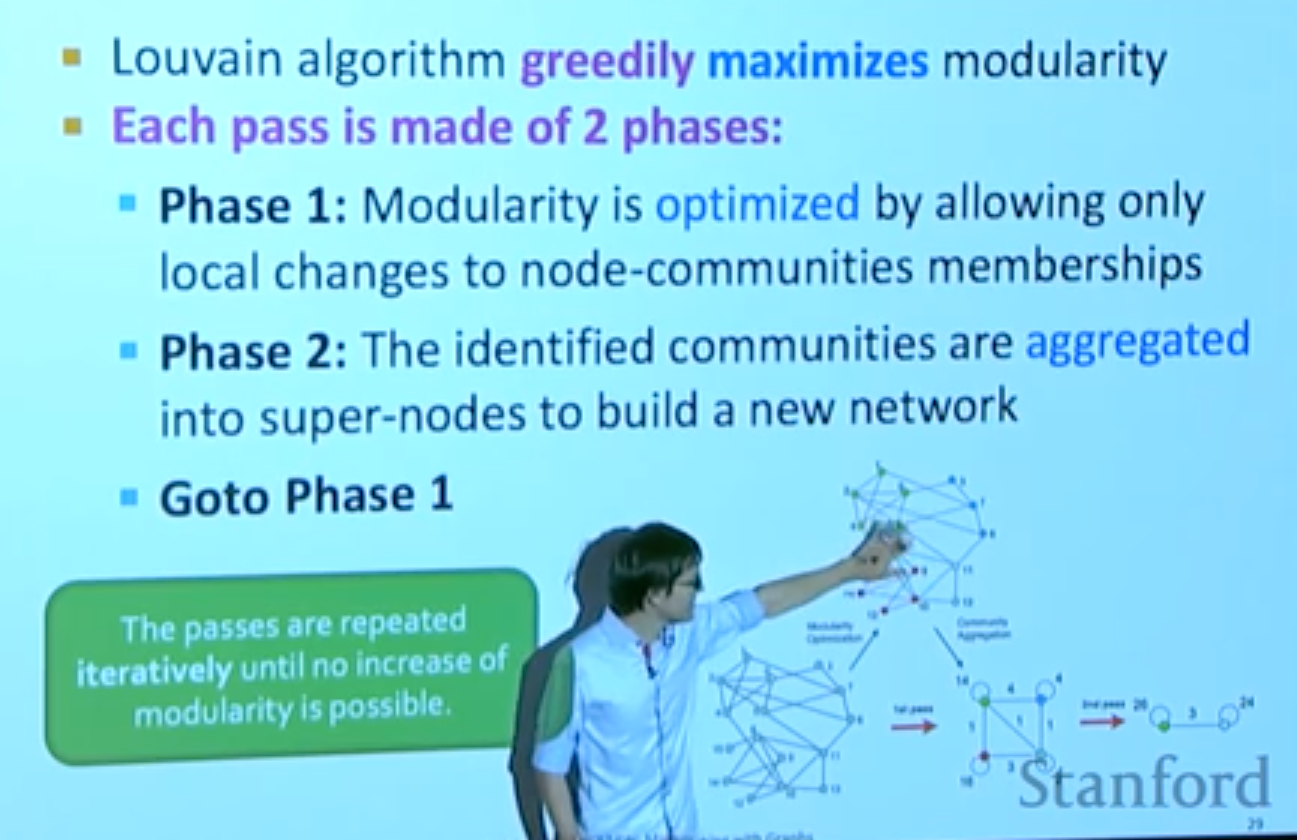 Louvain algorithm greedily maximizes modularity
Each pass is made of 2 phases:
Phase 1: Modularity is optimized by allowing only
local changes to node-communities memberships
Phase 2: The identified communities are aggregated
into super-nodes to build a new network
Goto Phase 1
The passes are repeated
iteratively until no increase of
modularity is possible.
Modularity
Optimization
Community
Aggregation
1st pass
2nd pass
14
4
4
1
1
1
3
16
26
3
24
Stanford
29